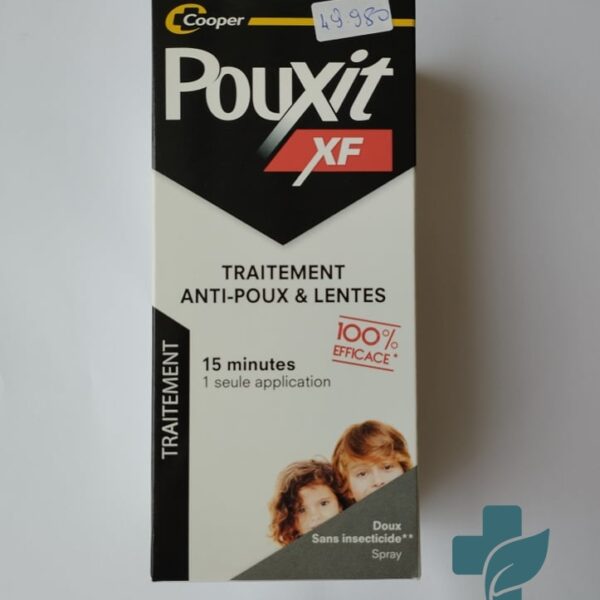 Cooper
49.980
Pouxit
XF
TRAITEMENT
ANTI-POUX & LENTES
100%
EFFICACE*
15 minutes
1 seule application
TRAITEMENT
Doux
Sans insecticide**
Spray